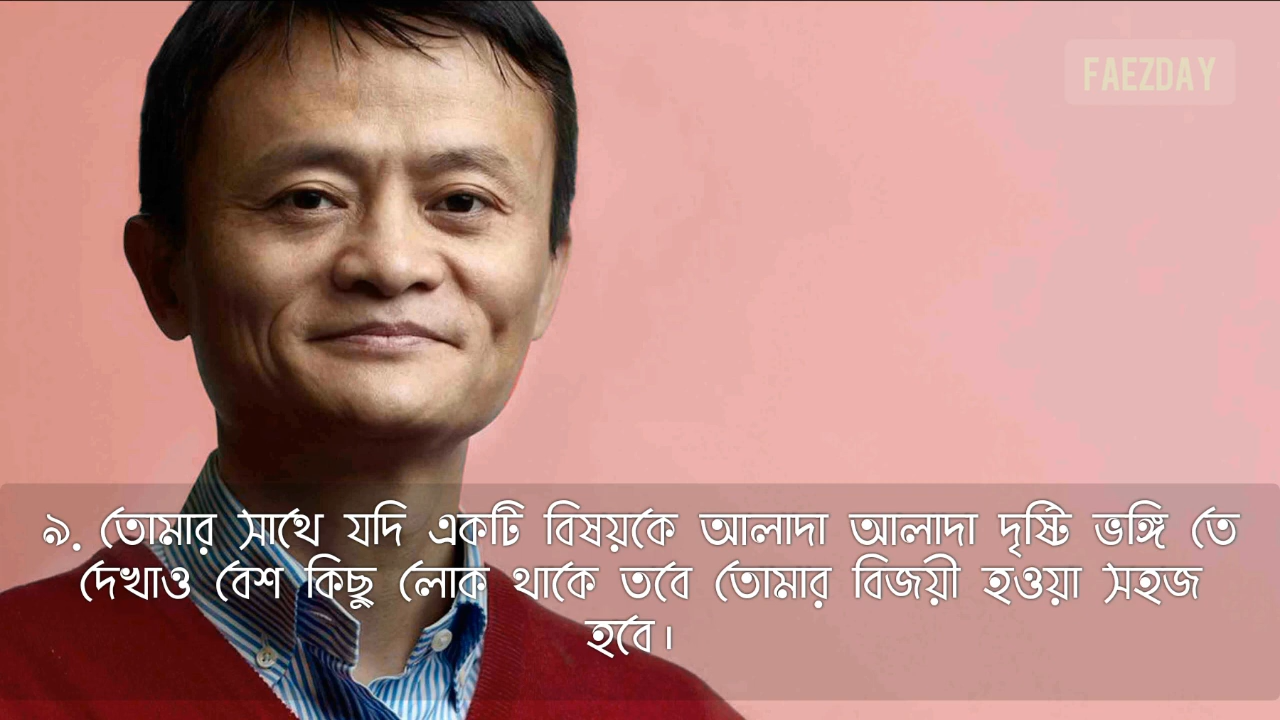 FAEZDAY
৯. তোমার সাথে যদি একটি বিষয়কে আলাদা আলাদা দৃষ্টি ভঙ্গি তে
দেখাও বেশ কিছু লোক থাকে তবে তোমার বিজয়ী হওয়া সহজ
হবে।